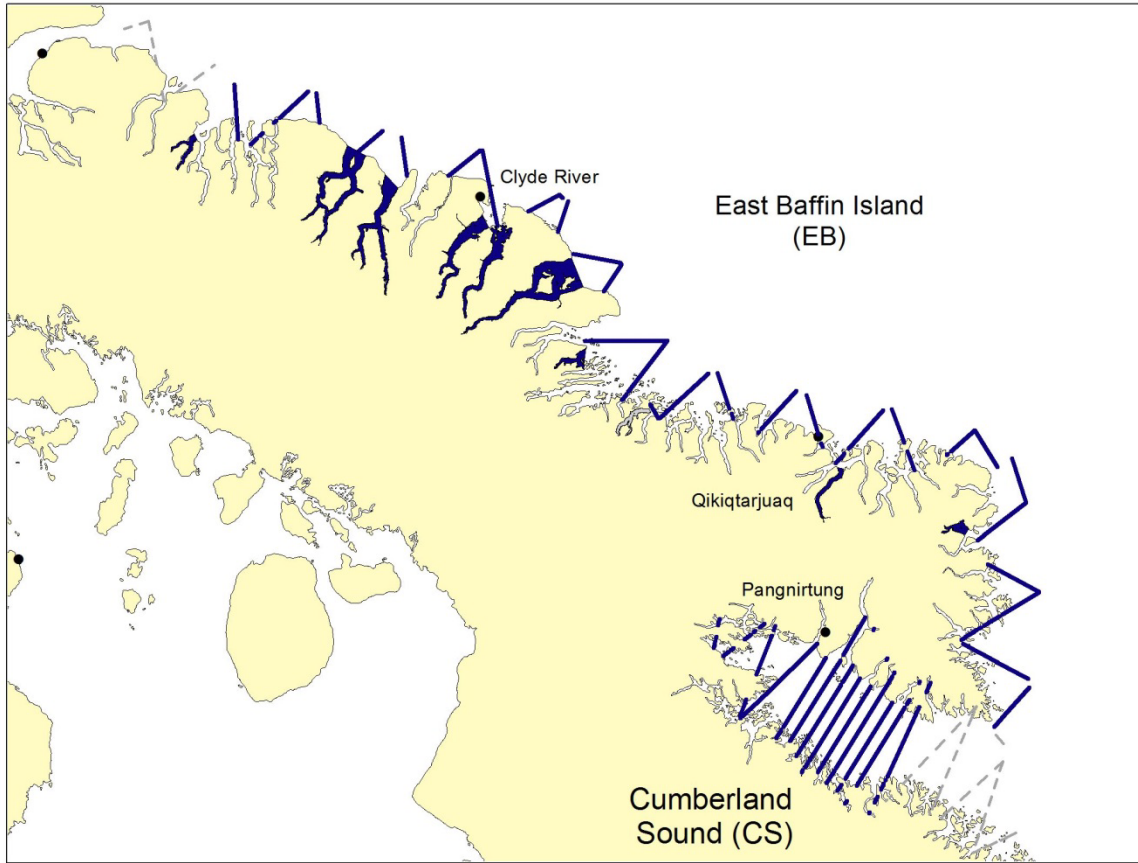 Clyde River
East Baffin Island
(EB)
Qikiqtarjuaq
Pangnirtung
Cumberland
Sound (CS)